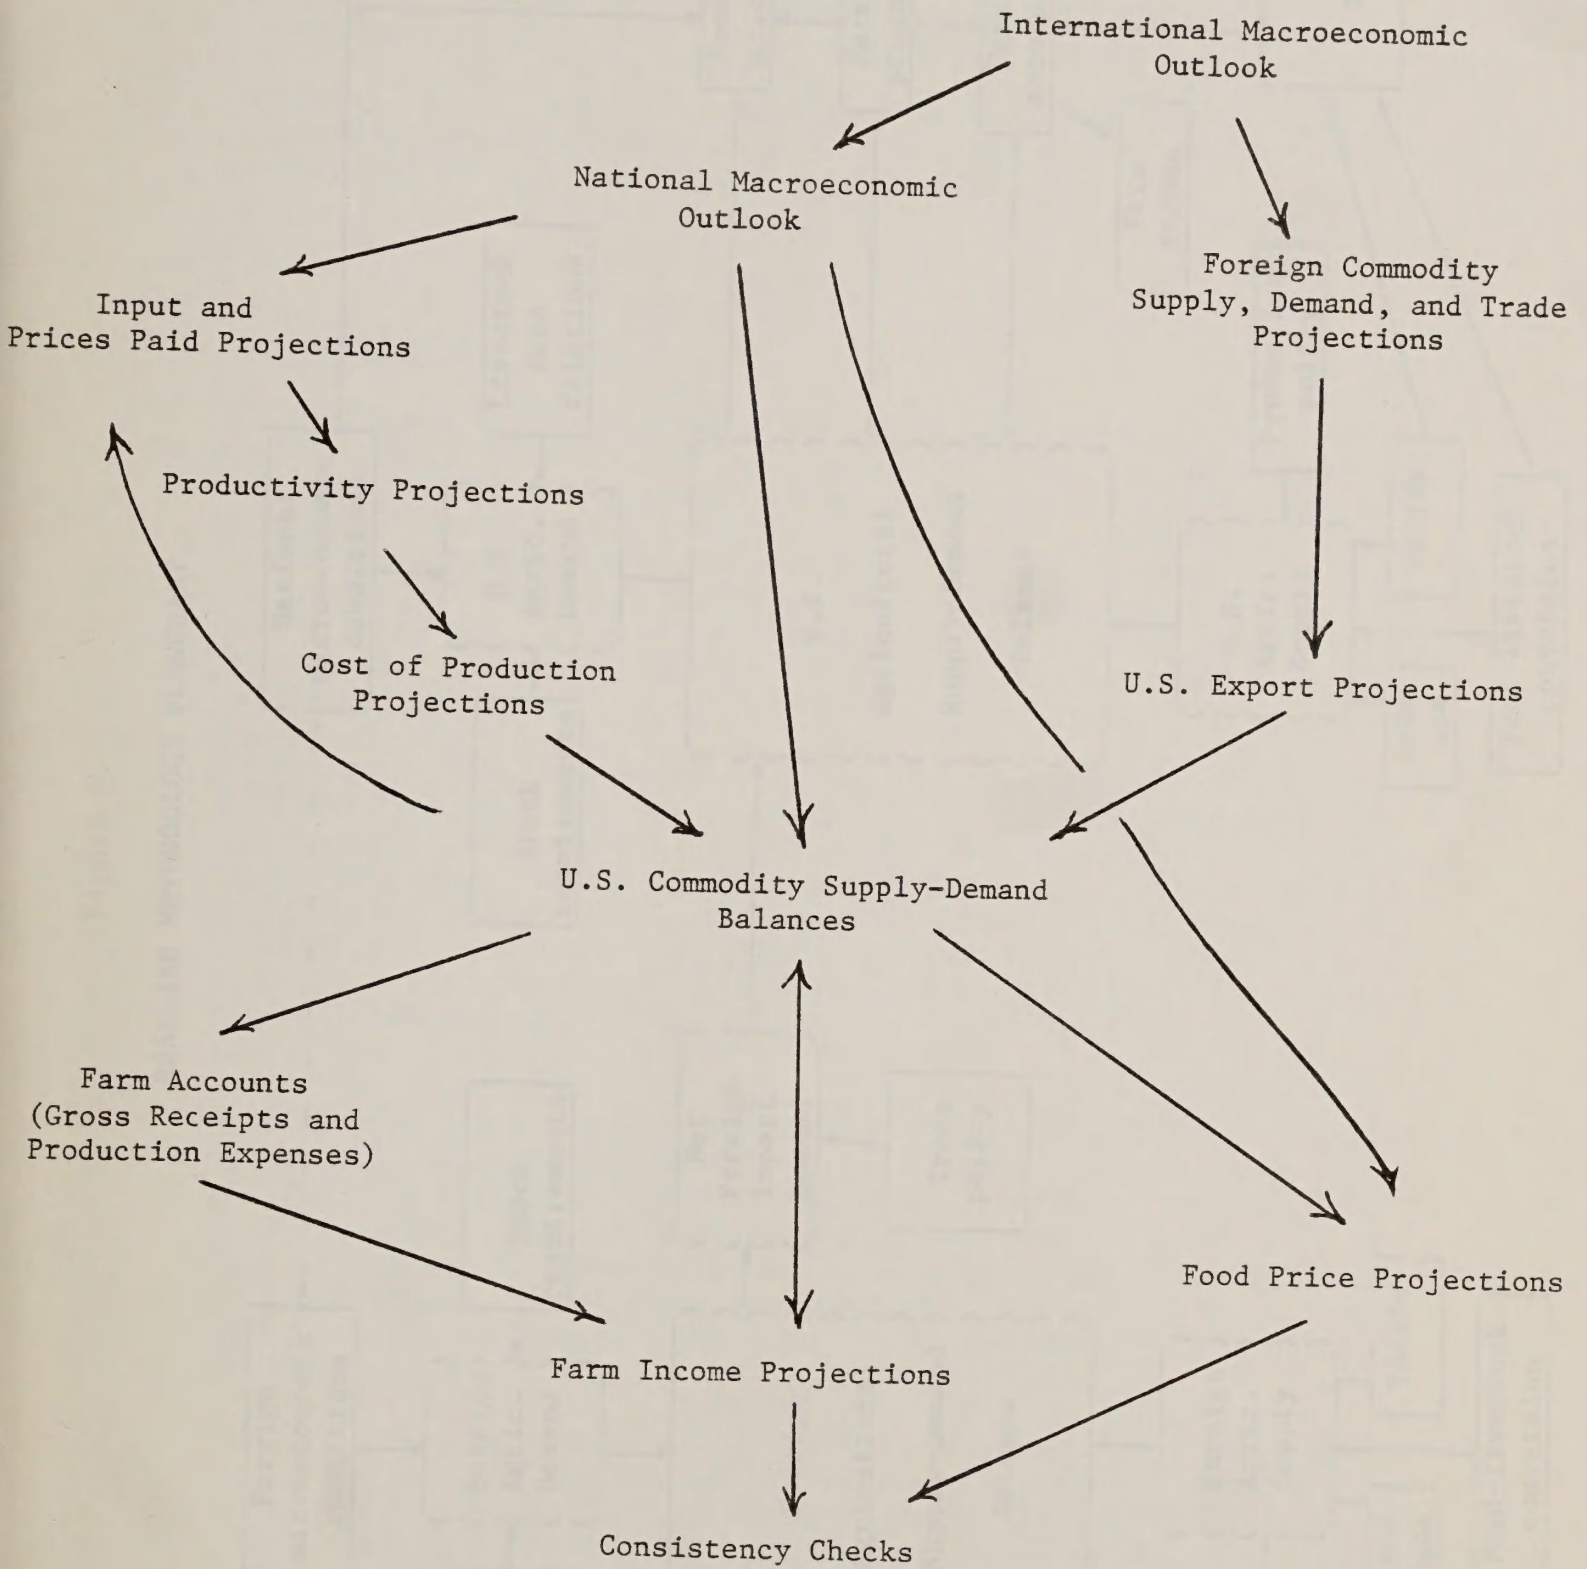 International Macroeconomic
Outlook
National Macroeconomic
Outlook
Foreign Commodity
Supply, Demand, and Trade
Projections
Input and
Prices Paid Projections
Productivity Projections
Cost of Production
Projections
U.S. Export Projections
U.S. Commodity Supply-Demand
Balances
Farm Accounts
(Gross Receipts and
Production Expenses)
Food Price Projections
Farm Income Projections
Consistency Checks